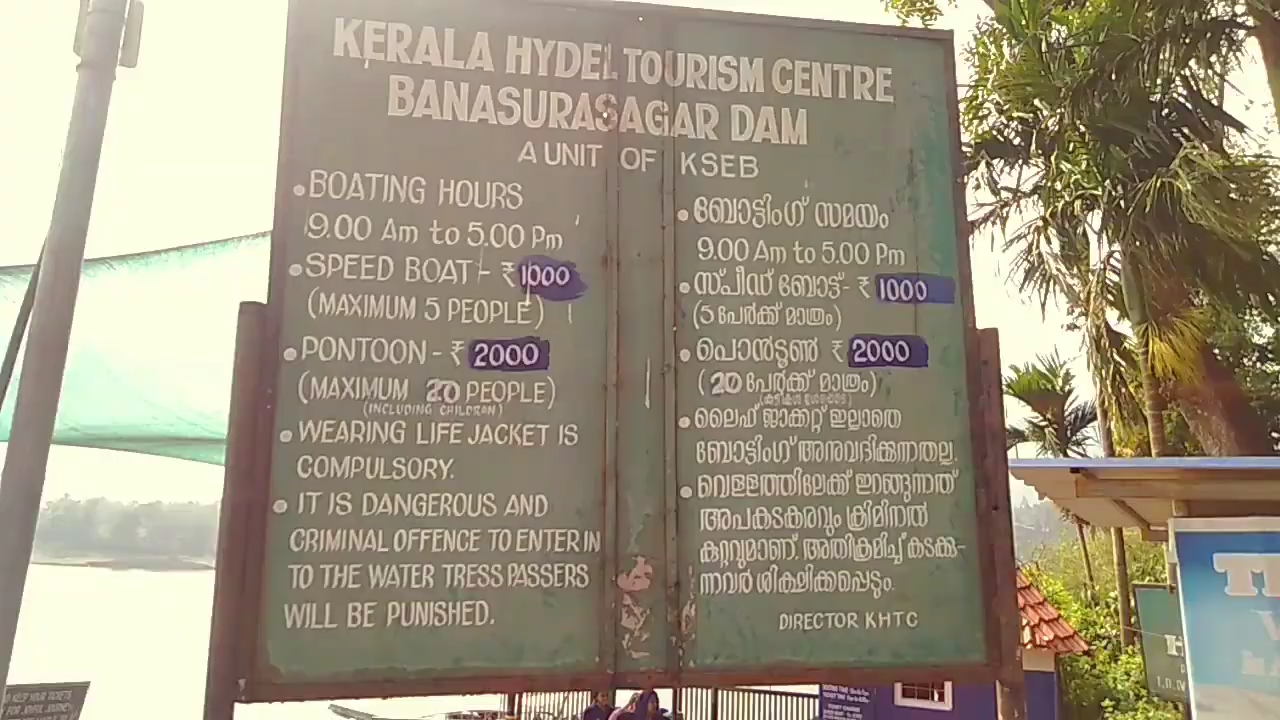 KERALA HYDEL TOURISM CENTRE
BANASURASAGAR DAM
A UNIT OF KSEB
• BOATING HOURS
9.00 Am to 5.00 Pm
• SPEED BOAT - ₹ 1000
(MAXIMUM 5 PEOPLE)
• PONTOON - ₹ 2000
(MAXIMUM 20 PEOPLE)
(INCLUDING CHILDRAN)
• WEARING LIFE JACKET IS
COMPULSORY.
• IT IS DANGEROUS AND
CRIMINAL OFFENCE TO ENTER IN
TO THE WATER TRESS PASSERS
WILL BE PUNISHED.
• ബോട്ടിംഗ് സമയം
9.00 Am to 5.00 Pm
• സ്പീഡ് ബോട്ട് - ₹ 1000
(5 പേർക്ക് മാത്രം)
• പൊൻടൂൺ ₹ 2000
(20 പേർക്ക് മാത്രം)
• ലൈഫ് ജാക്കറ്റ് ഇല്ലാതെ
ബോട്ടിംഗ് അനുവദിക്കുന്നതല്ല.
• വെള്ളത്തിലേക്ക് ഇറങ്ങുന്നത്
അപകടകരവും ക്രിമിനൽ
കുറ്റവുമാണ്. അതിക്രമിച്ച് കടക്കു-
ന്നവർ ശിക്ഷിക്കപ്പെടും.
DIRECTOR KHTC